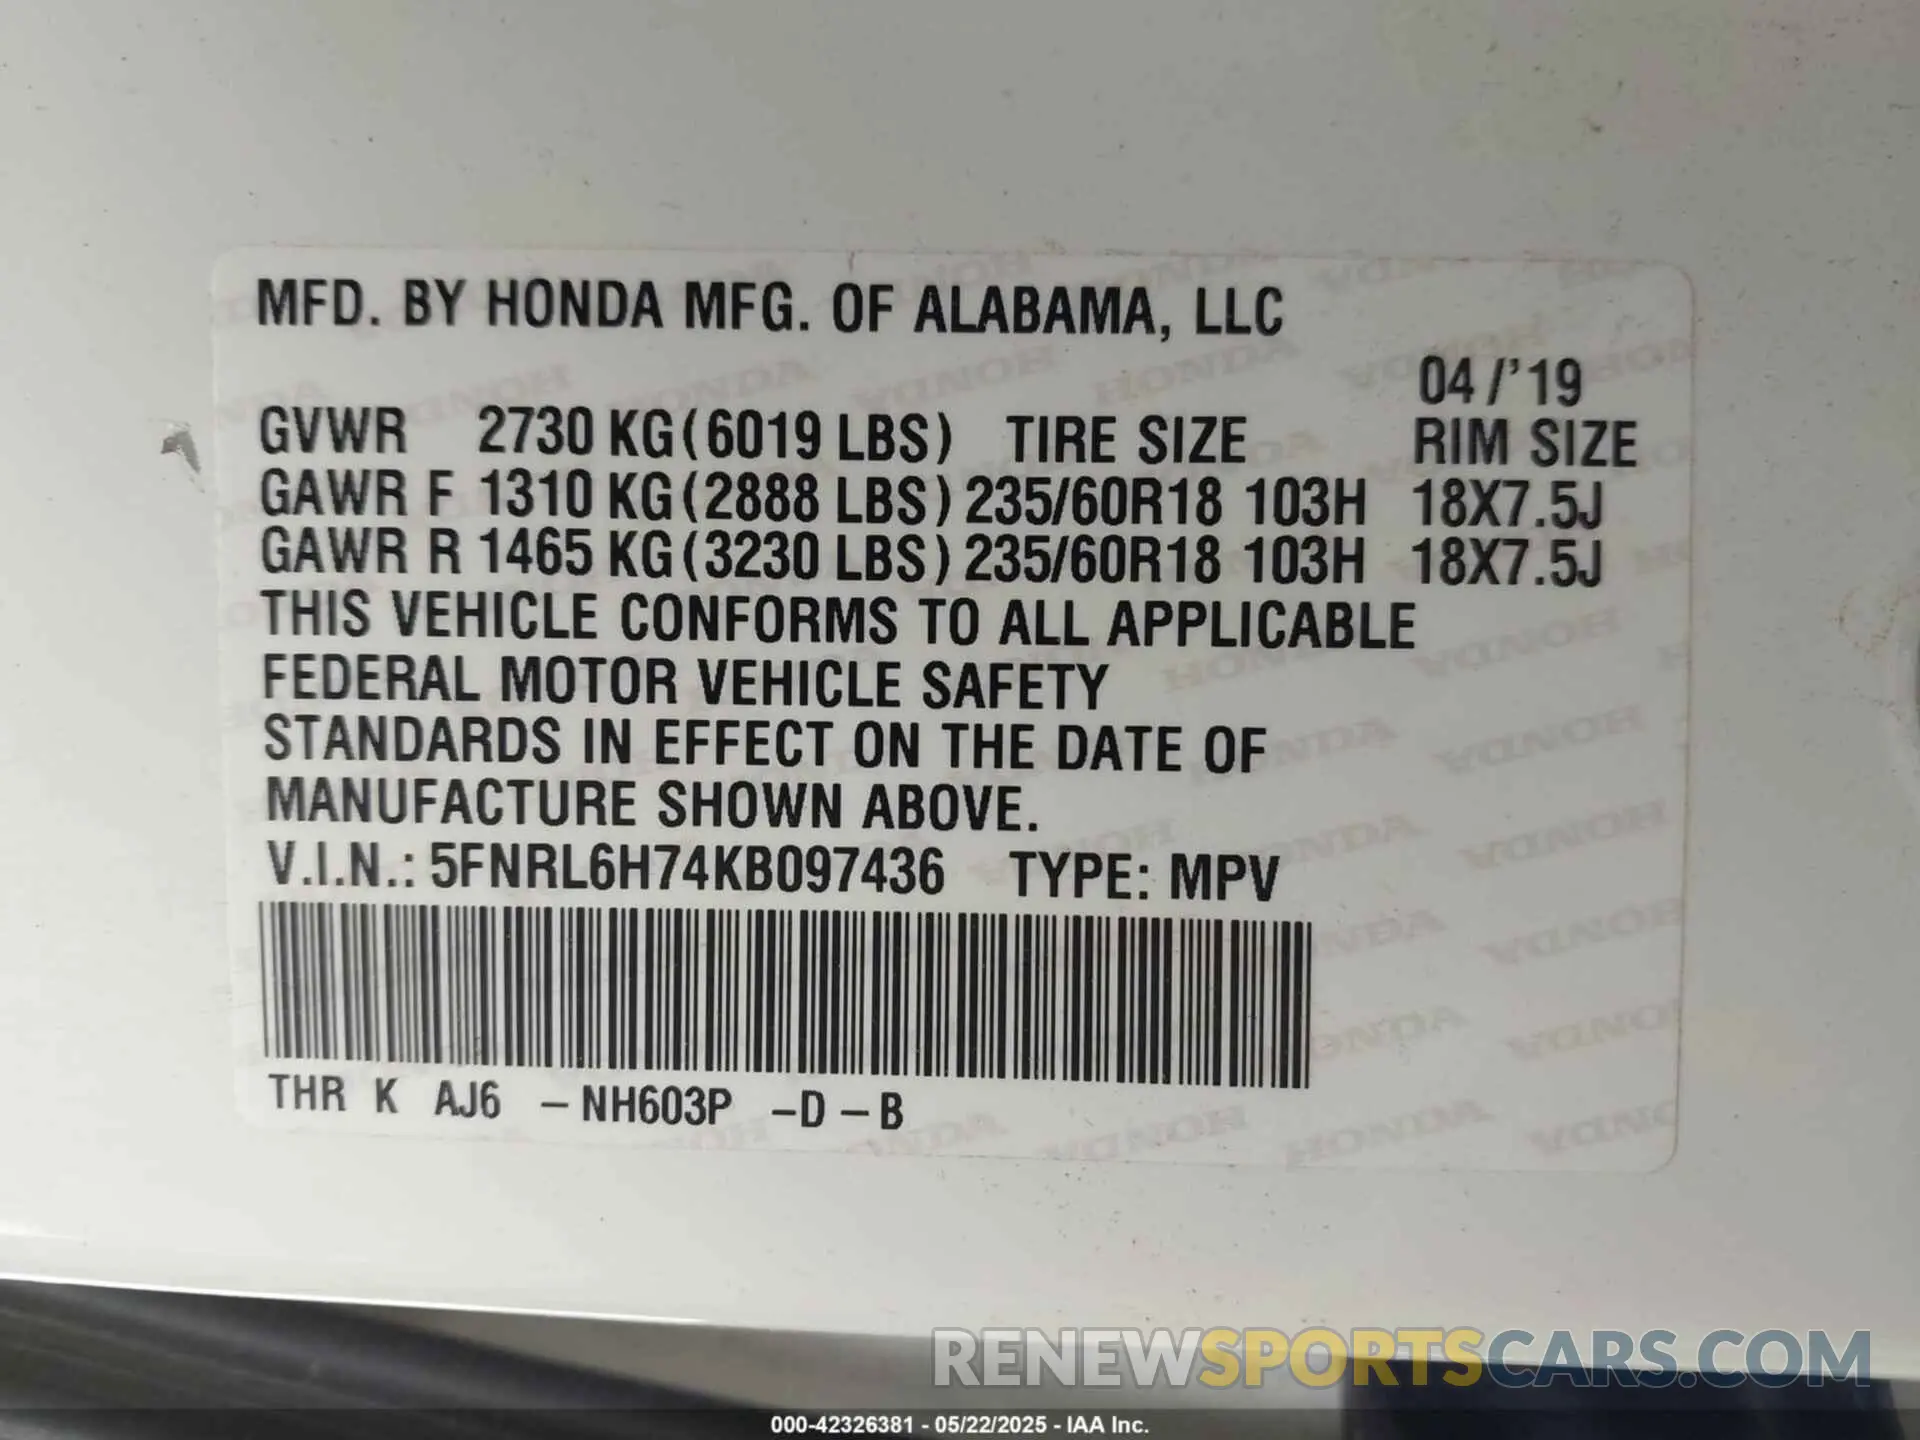 MFD. BY HONDA MFG. OF ALABAMA, LLC
04 /'19
GVWR 2730 KG (6019 LBS) TIRE SIZE RIM SIZE
GAWR F 1310 KG (2888 LBS) 235/60R18 103H 18X7.5J
GAWR R 1465 KG (3230 LBS) 235/60R18 103H 18X7.5J
THIS VEHICLE CONFORMS TO ALL APPLICABLE
FEDERAL MOTOR VEHICLE SAFETY
STANDARDS IN EFFECT ON THE DATE OF
MANUFACTURE SHOWN ABOVE.
V.I.N.: 5FNRL6H74KB097436 TYPE: MPV
THR K AJ6 – NH603P – D – B
RENEWSPORTSCARS.COM
000-42326381 - 05/22/2025 - IAA Inc.